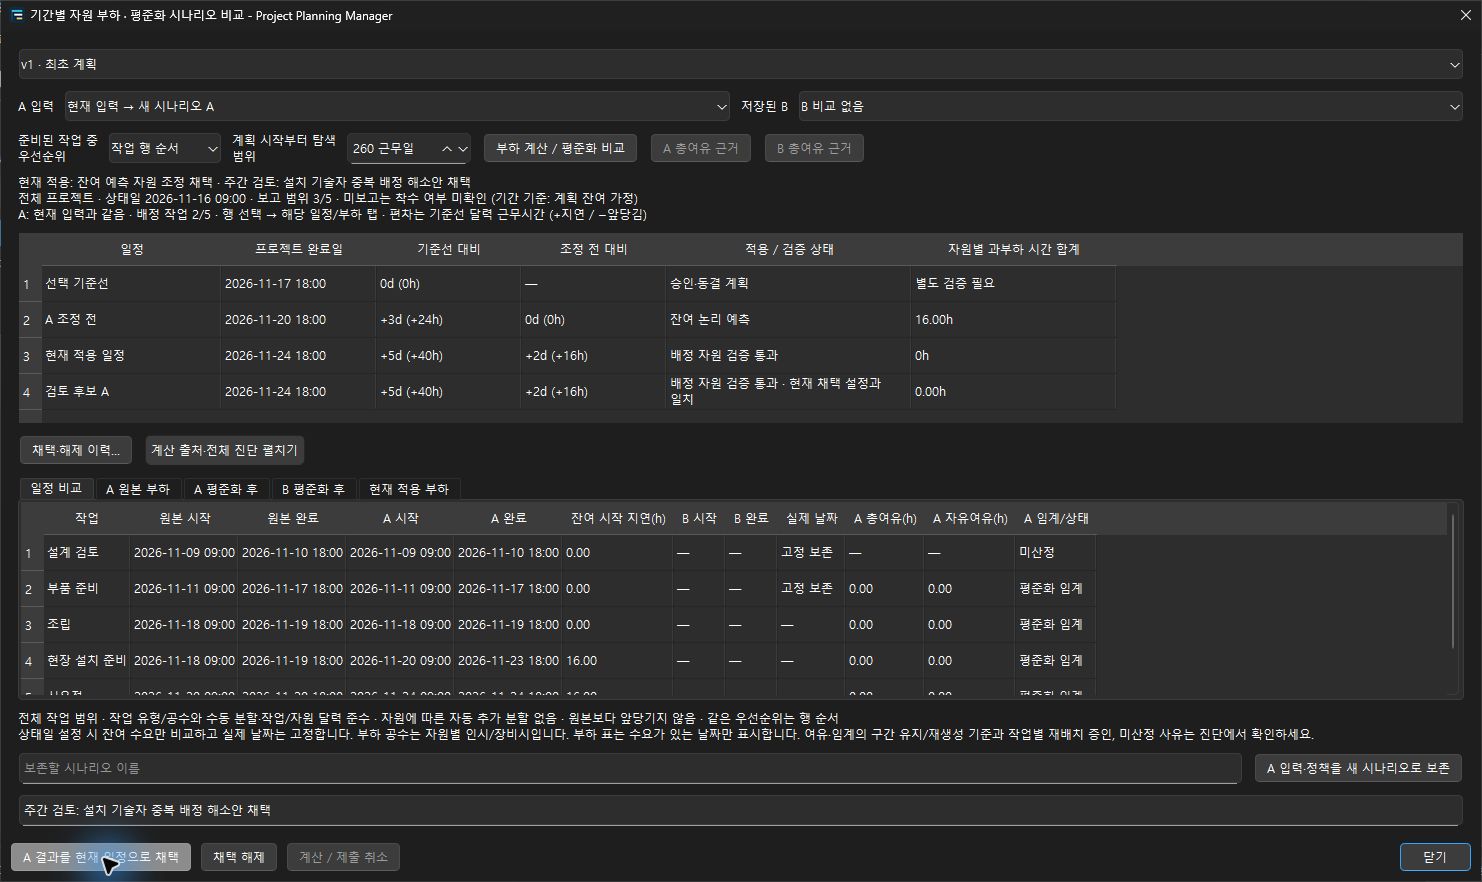 기간별 자원 부하 · 평준화 시나리오 비교 - Project Planning Manager
v1 · 최초 계획
A 입력 현재 입력 → 새 시나리오 A 저장된 B B 비교 없음
준비된 작업 중 우선순위 작업 행 순서 계획 시작부터 탐색 범위 260 근무일 부하 계산 / 평준화 비교 A 총여유 근거 B 총여유 근거
현재 적용: 잔여 예측 자원 조정 채택 · 주간 검토: 설치 기술자 중복 배정 해소안 채택
전체 프로젝트 · 상태일 2026-11-16 09:00 · 보고 범위 3/5 · 미보고는 착수 여부 미확인 (기간 기준: 계획 잔여 가정)
A: 현재 입력과 같음 · 배정 작업 2/5 · 행 선택 → 해당 일정/부하 탭 · 편차는 기준선 달력 근무시간 (+지연 / −앞당김)
일정 프로젝트 완료일 기준선 대비 조정 전 대비 적용 / 검증 상태 자원별 과부하 시간 합계
1 선택 기준선 2026-11-17 18:00 0d (0h) — 승인·동결 계획 별도 검증 필요
2 A 조정 전 2026-11-20 18:00 +3d (+24h) 0d (0h) 잔여 논리 예측 16.00h
3 현재 적용 일정 2026-11-24 18:00 +5d (+40h) +2d (+16h) 배정 자원 검증 통과 0h
4 검토 후보 A 2026-11-24 18:00 +5d (+40h) +2d (+16h) 배정 자원 검증 통과 · 현재 채택 설정과 일치 0.00h
채택·해제 이력... 계산 출처·전체 진단 펼치기
일정 비교 A 원본 부하 A 평준화 후 B 평준화 후 현재 적용 부하
작업 원본 시작 원본 완료 A 시작 A 완료 잔여 시작 지연(h) B 시작 B 완료 실제 날짜 A 총여유(h) A 자유여유(h) A 임계/상태
1 설계 검토 2026-11-09 09:00 2026-11-10 18:00 2026-11-09 09:00 2026-11-10 18:00 0.00 — — 고정 보존 — — 미산정
2 부품 준비 2026-11-11 09:00 2026-11-17 18:00 2026-11-11 09:00 2026-11-17 18:00 0.00 — — 고정 보존 0.00 0.00 평준화 임계
3 조립 2026-11-18 09:00 2026-11-19 18:00 2026-11-18 09:00 2026-11-19 18:00 0.00 — — — 0.00 0.00 평준화 임계
4 현장 설치 준비 2026-11-18 09:00 2026-11-19 18:00 2026-11-20 09:00 2026-11-23 18:00 16.00 — — — 0.00 0.00 평준화 임계
전체 작업 범위 · 작업 유형/공수와 수동 분할·작업/자원 달력 준수 · 자원에 따른 자동 추가 분할 없음 · 원본보다 앞당기지 않음 · 같은 우선순위는 행 순서
상태일 설정 시 잔여 수요만 비교하고 실제 날짜는 고정합니다. 부하 공수는 자원별 인시/장비시입니다. 부하 표는 수요가 있는 날짜만 표시합니다. 여유·임계의 구간 유지/재생성 기준과 작업별 재배치 증인, 미산정 사유는 진단에서 확인하세요.
보존할 시나리오 이름 A 입력·정책을 새 시나리오로 보존
주간 검토: 설치 기술자 중복 배정 해소안 채택
A 결과를 현재 일정으로 채택 채택 해제 계산 / 제출 취소 닫기